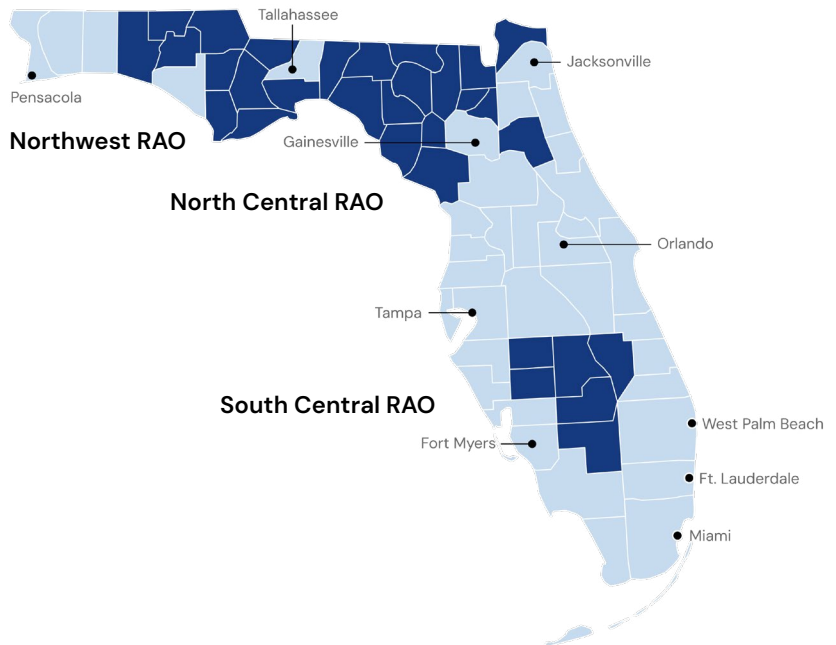 Tallahassee
Jacksonville
Pensacola
Northwest RAO
Gainesville
North Central RAO
Orlando
Tampa
South Central RAO
West Palm Beach
Fort Myers
Ft. Lauderdale
Miami